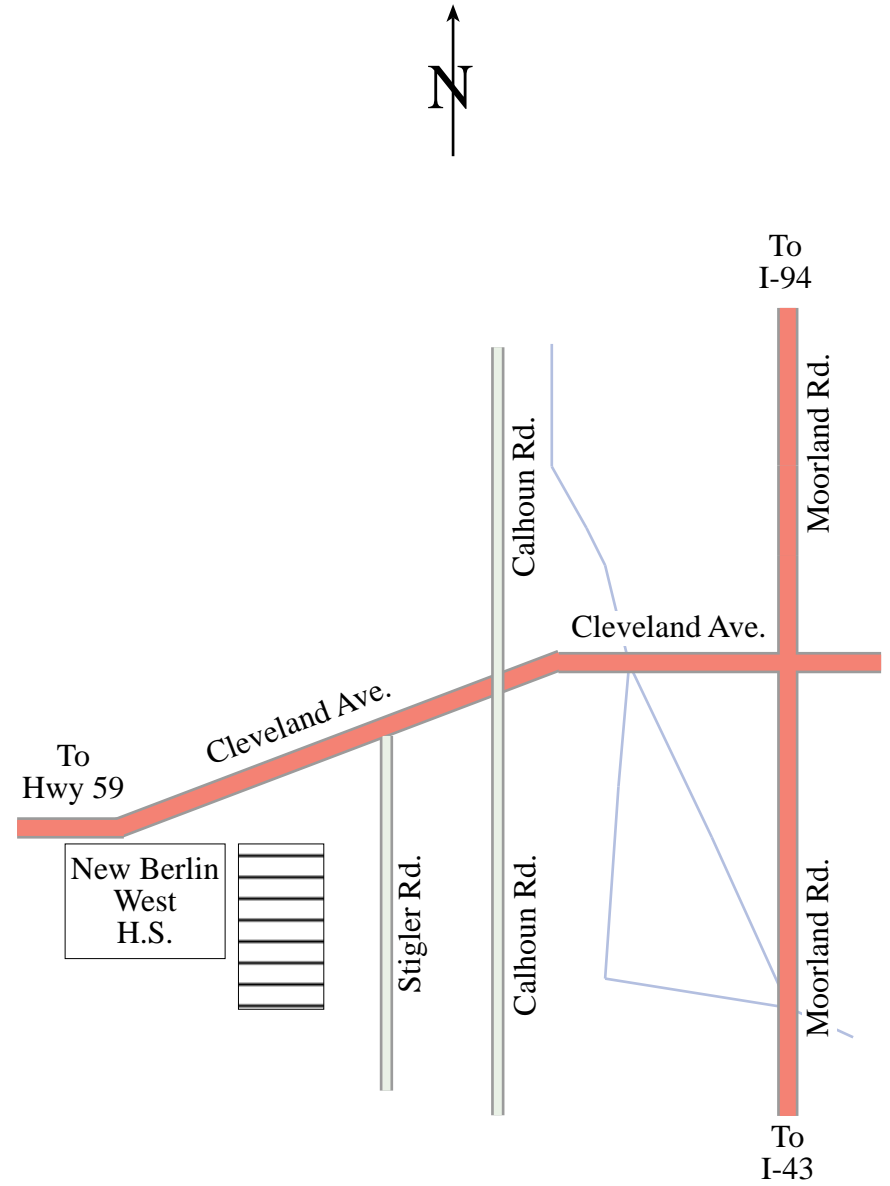 N
To
I-94
Moorland Rd.
Calhoun Rd.
Cleveland Ave.
Cleveland Ave.
To
Hwy 59
New Berlin
West
H.S.
Stigler Rd.
Calhoun Rd.
Moorland Rd.
To
I-43